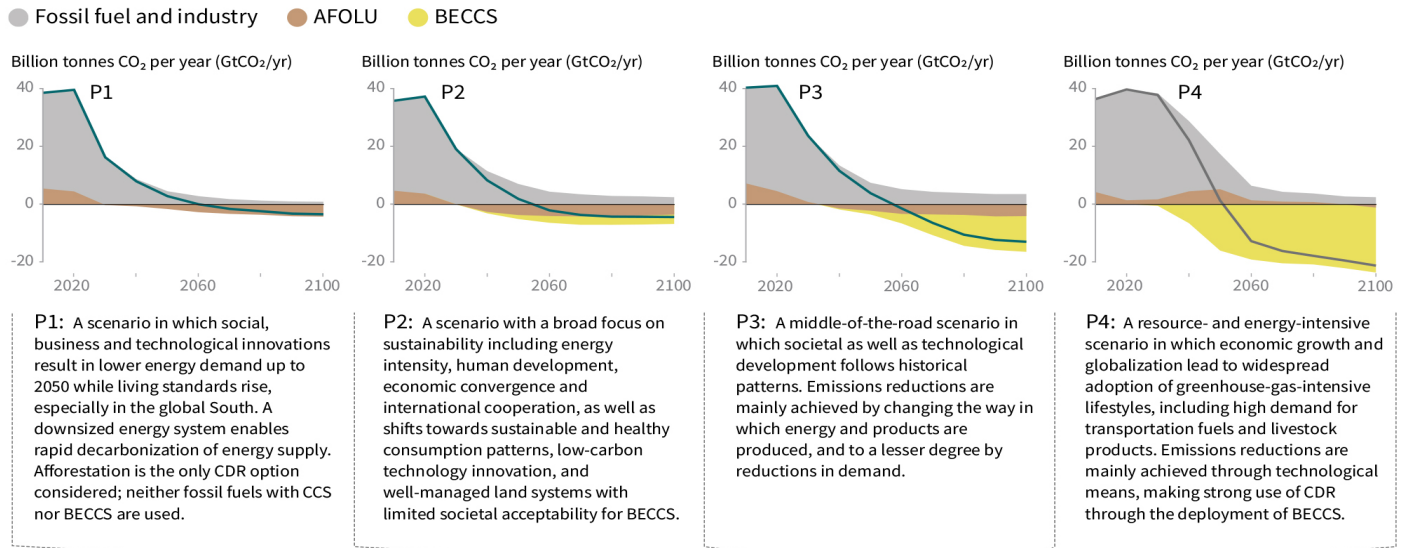 Fossil fuel and industry AFOLU BECCS
Billion tonnes CO₂ per year (GtCO₂/yr)
40
P1
20
0
-20
2020 2060 2100
Billion tonnes CO₂ per year (GtCO₂/yr)
40
P2
20
0
-20
2020 2060 2100
Billion tonnes CO₂ per year (GtCO₂/yr)
40
P3
20
0
-20
2020 2060 2100
Billion tonnes CO₂ per year (GtCO₂/yr)
40
P4
20
0
-20
2020 2060 2100
P1: A scenario in which social,
business and technological innovations
result in lower energy demand up to
2050 while living standards rise,
especially in the global South. A
downsized energy system enables
rapid decarbonization of energy supply.
Afforestation is the only CDR option
considered; neither fossil fuels with CCS
nor BECCS are used.
P2: A scenario with a broad focus on
sustainability including energy
intensity, human development,
economic convergence and
international cooperation, as well as
shifts towards sustainable and healthy
consumption patterns, low-carbon
technology innovation, and
well-managed land systems with
limited societal acceptability for BECCS.
P3: A middle-of-the-road scenario in
which societal as well as technological
development follows historical
patterns. Emissions reductions are
mainly achieved by changing the way in
which energy and products are
produced, and to a lesser degree by
reductions in demand.
P4: A resource- and energy-intensive
scenario in which economic growth and
globalization lead to widespread
adoption of greenhouse-gas-intensive
lifestyles, including high demand for
transportation fuels and livestock
products. Emissions reductions are
mainly achieved through technological
means, making strong use of CDR
through the deployment of BECCS.